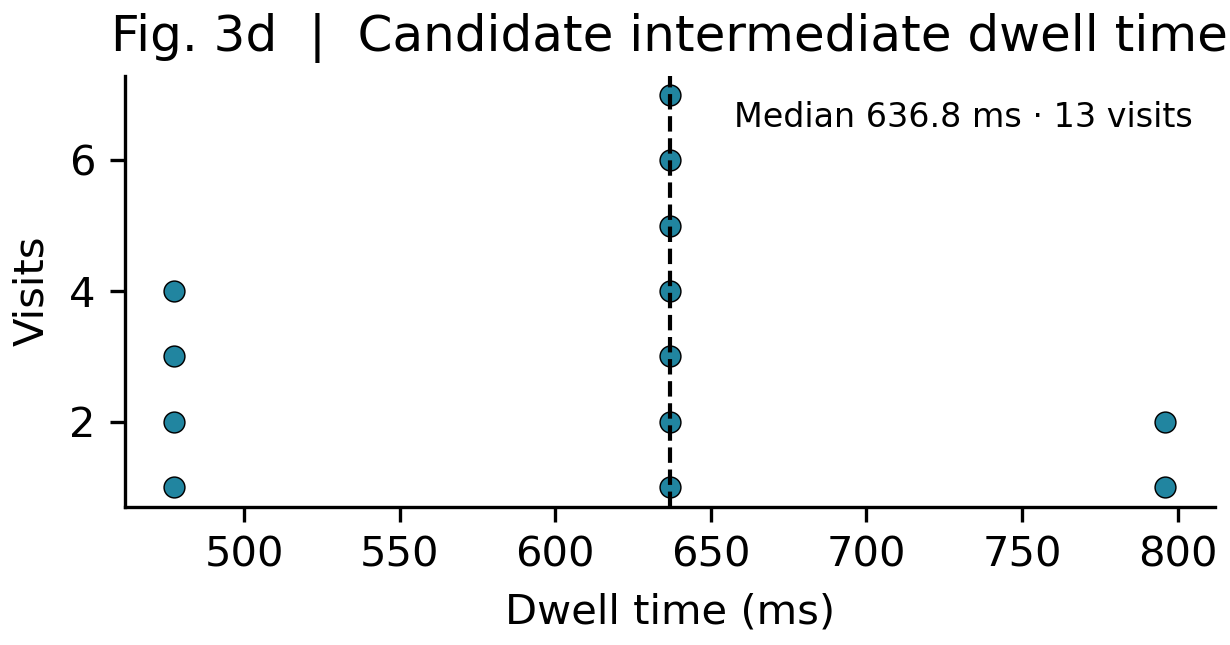 Fig. 3d | Candidate intermediate dwell time
Median 636.8 ms · 13 visits
Visits
6
4
2
500 550 600 650 700 750 800
Dwell time (ms)